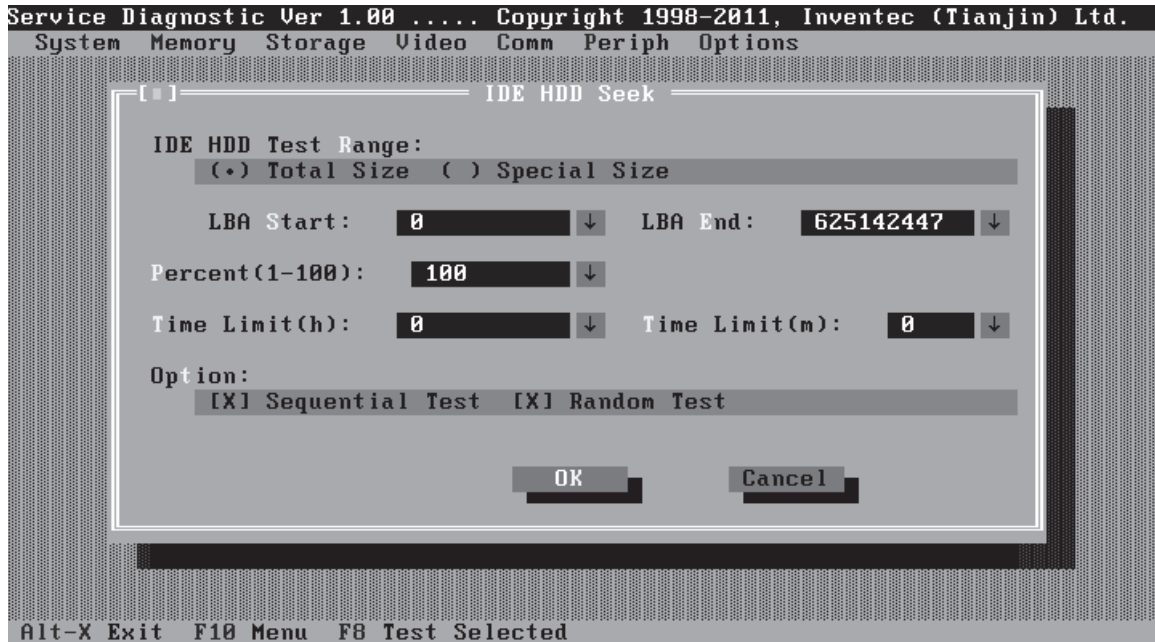 Service Diagnostic Ver 1.00 ..... Copyright 1998-2011, Inventec (Tianjin) Ltd.
System Memory Storage Video Comm Periph Options
[■] IDE HDD Seek
IDE HDD Test Range:
(•) Total Size ( ) Special Size
LBA Start: 0 ↓ LBA End: 625142447 ↓
Percent(1-100): 100 ↓
Time Limit(h): 0 ↓ Time Limit(m): 0 ↓
Option:
[X] Sequential Test [X] Random Test
OK Cancel
Alt-X Exit F10 Menu F8 Test Selected